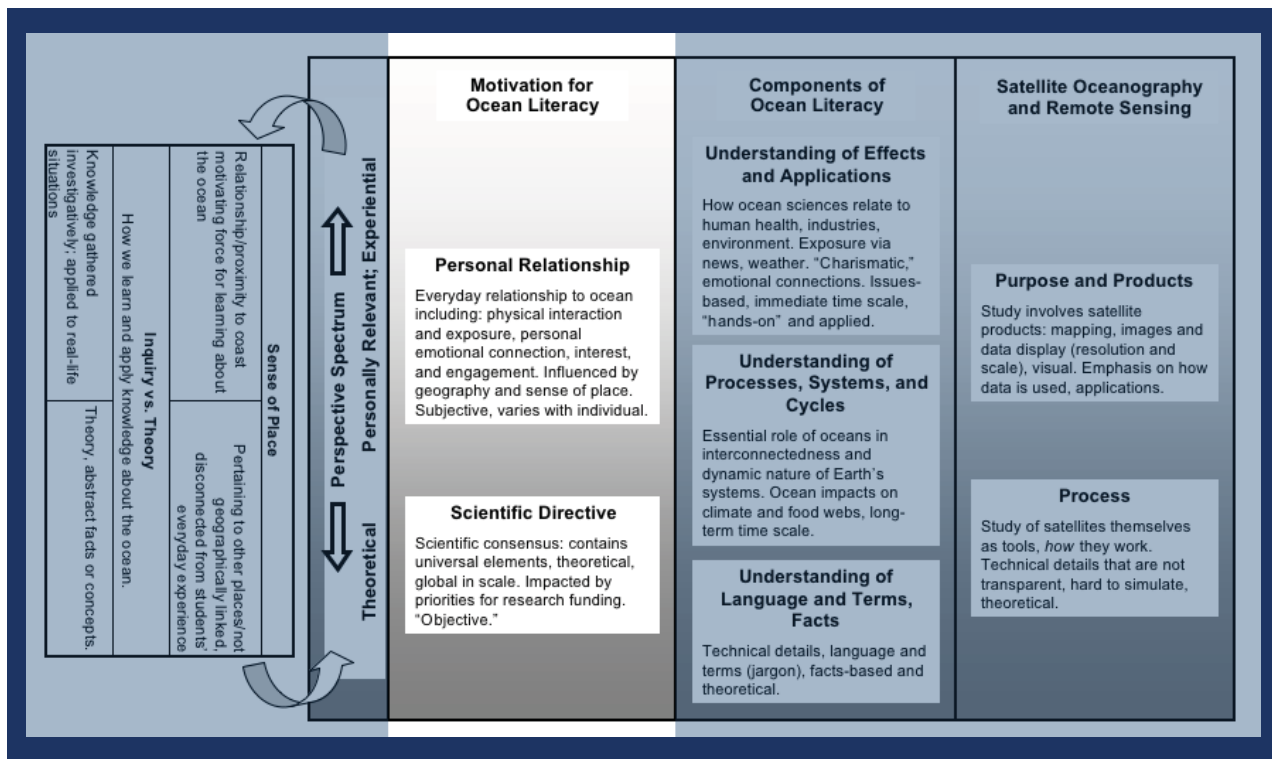 Sense of Place
Relationship/proximity to coast
motivating force for learning about
the ocean
Pertaining to other places/not
geographically linked,
disconnected from students'
everyday experience
Inquiry vs. Theory
How we learn and apply knowledge about the ocean.
Knowledge gathered
investigatively; applied to real-life
situations
Theory, abstract facts or concepts.
Personally Relevant; Experiential
Perspective Spectrum
Theoretical
Motivation for
Ocean Literacy
Personal Relationship
Everyday relationship to ocean
including: physical interaction
and exposure, personal
emotional connection, interest,
and engagement. Influenced by
geography and sense of place.
Subjective, varies with individual.
Scientific Directive
Scientific consensus: contains
universal elements, theoretical,
global in scale. Impacted by
priorities for research funding.
“Objective.”
Components of
Ocean Literacy
Understanding of Effects
and Applications
How ocean sciences relate to
human health, industries,
environment. Exposure via
news, weather. “Charismatic,”
emotional connections. Issues-
based, immediate time scale,
“hands-on” and applied.
Understanding of
Processes, Systems, and
Cycles
Essential role of oceans in
interconnectedness and
dynamic nature of Earth's
systems. Ocean impacts on
climate and food webs, long-
term time scale.
Understanding of
Language and Terms,
Facts
Technical details, language and
terms (jargon), facts-based and
theoretical.
Satellite Oceanography
and Remote Sensing
Purpose and Products
Study involves satellite
products: mapping, images and
data display (resolution and
scale), visual. Emphasis on how
data is used, applications.
Process
Study of satellites themselves
as tools, how they work.
Technical details that are not
transparent, hard to simulate,
theoretical.